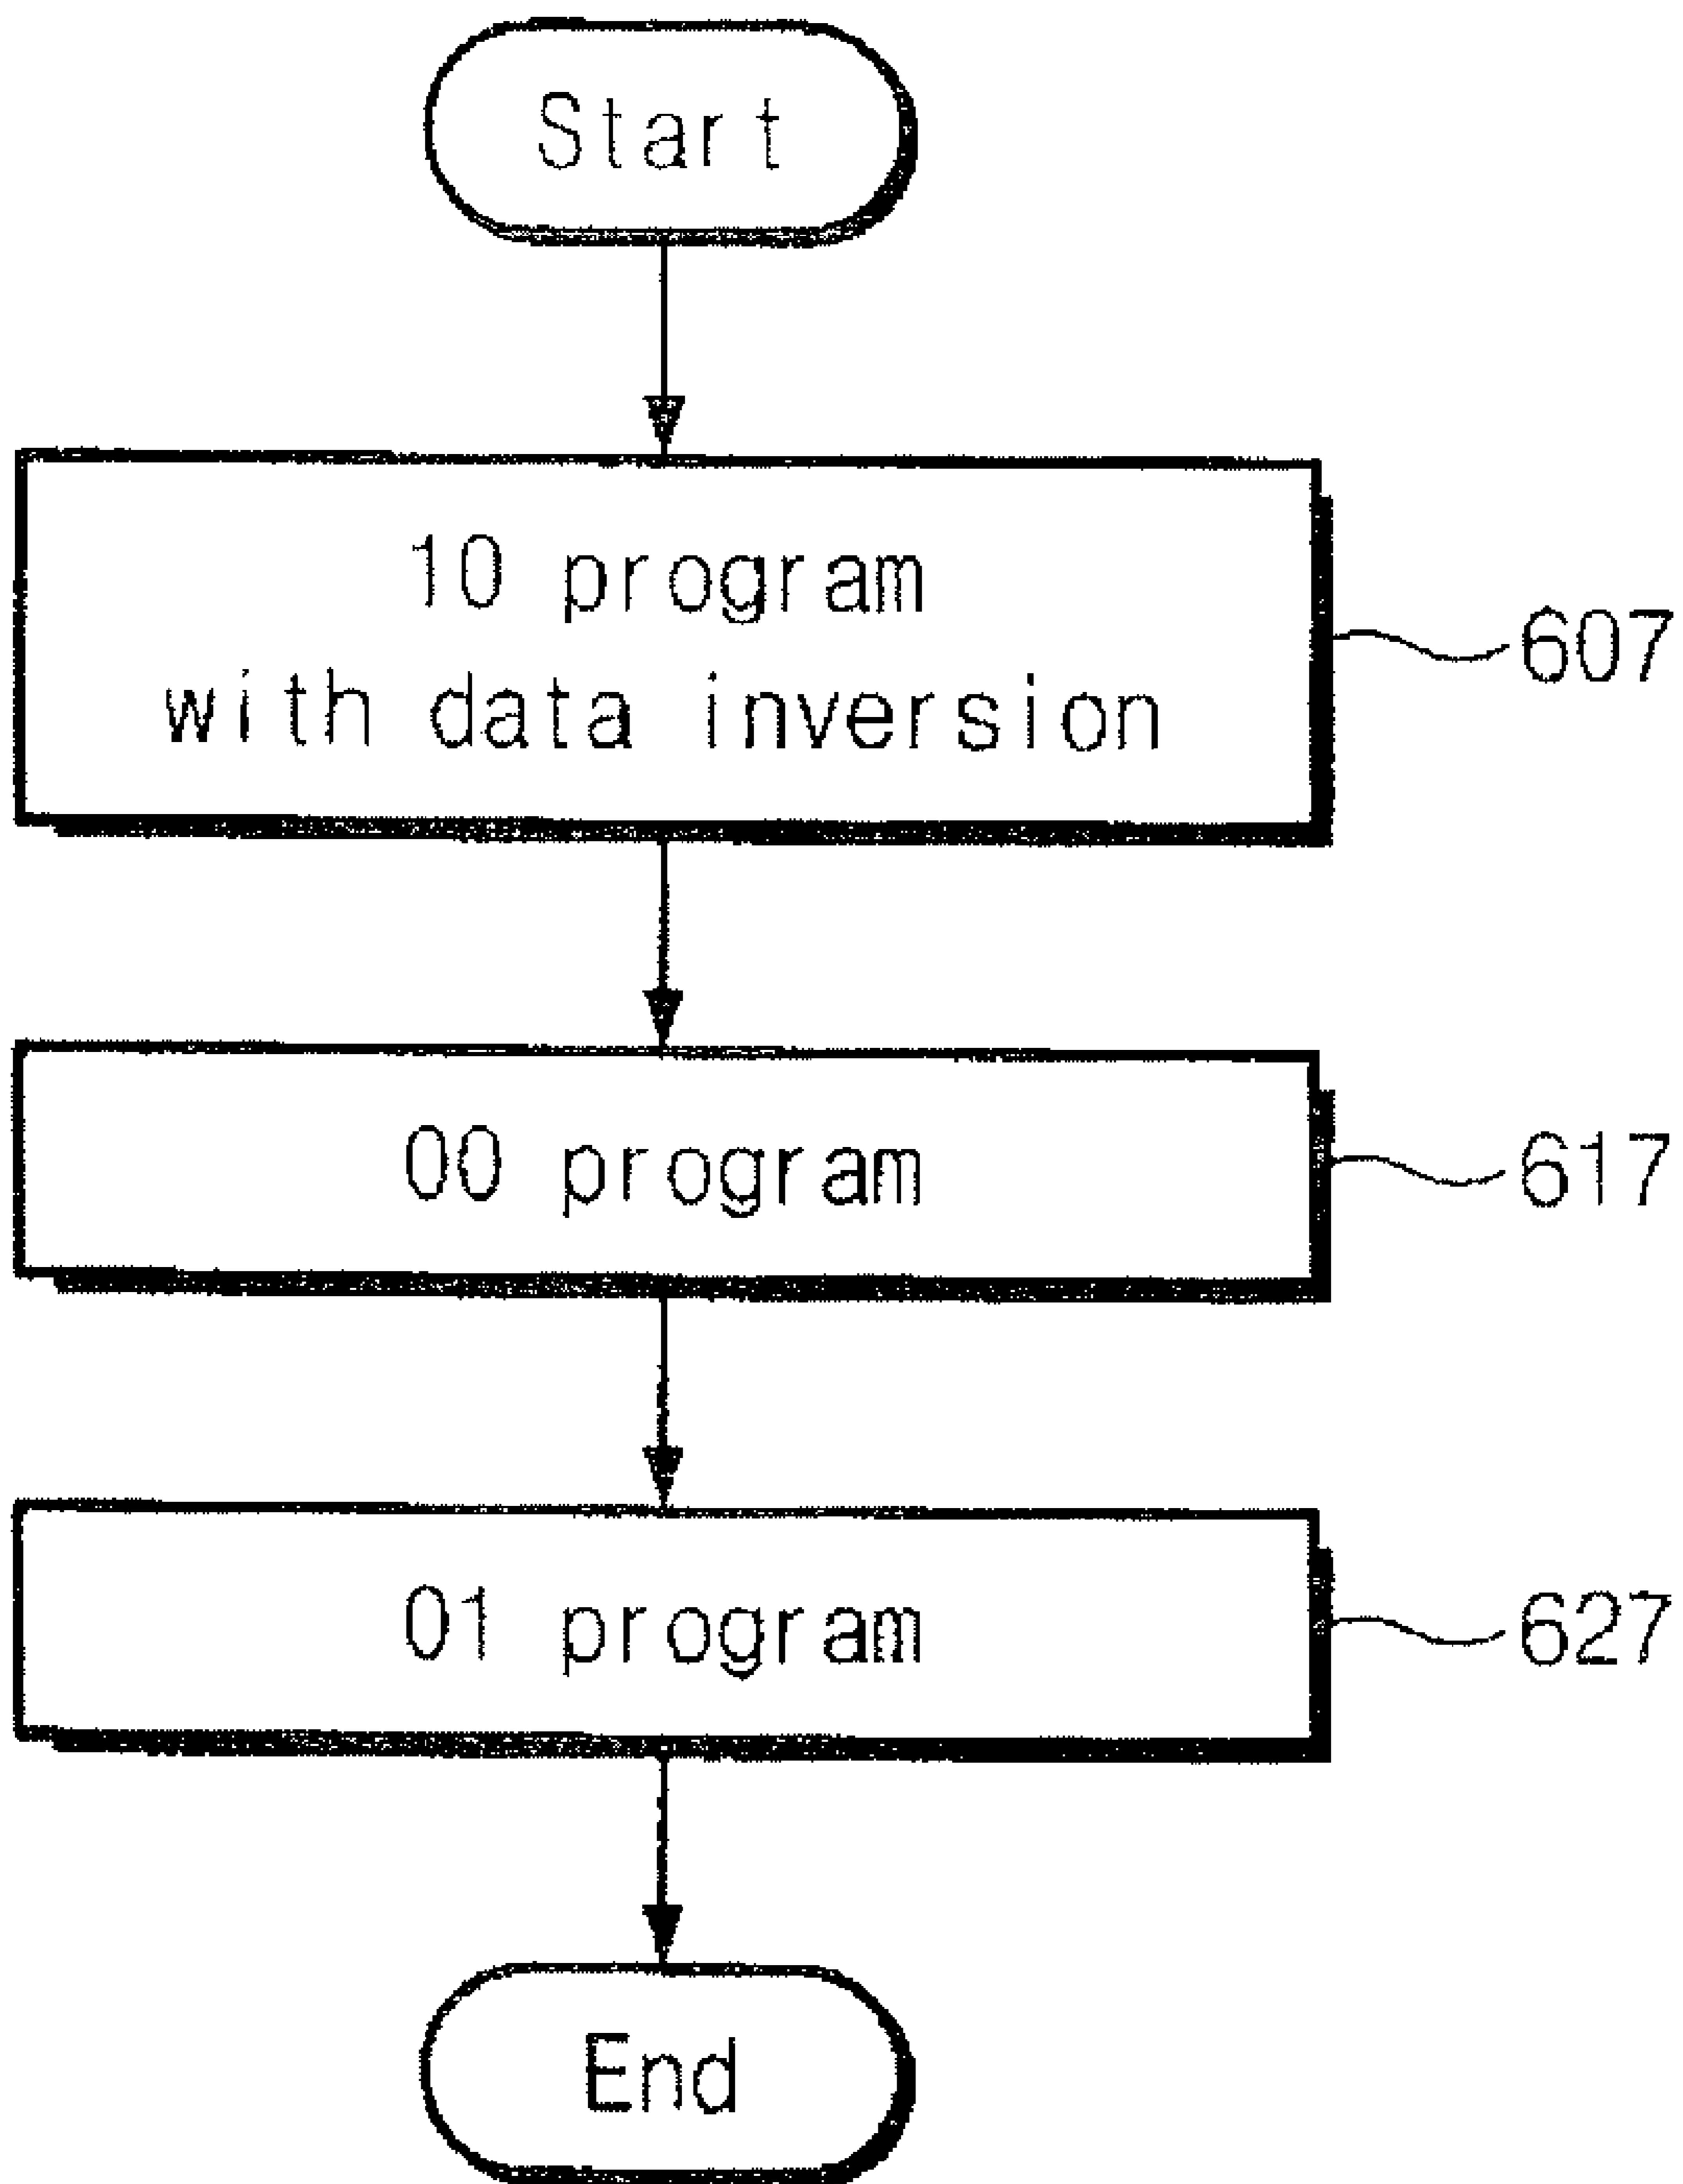 Start
10 program
with data inversion
607
00 program
617
01 program
627
End